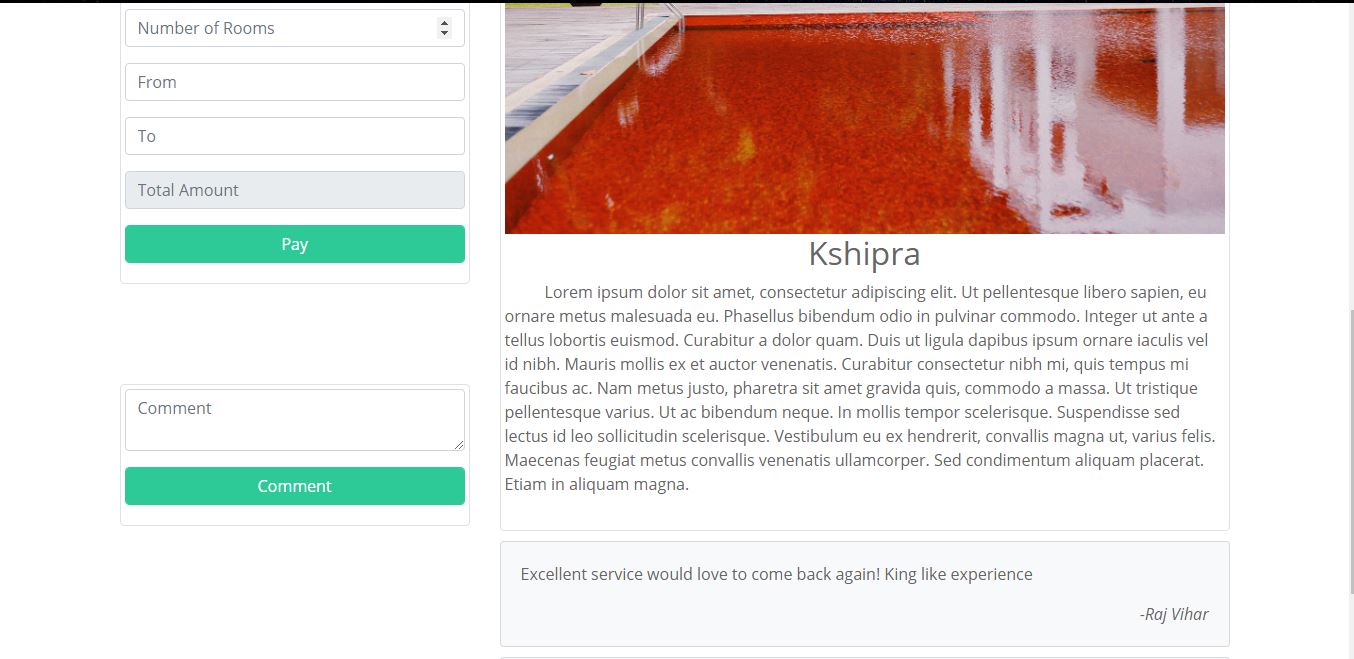 Number of Rooms
From
To
Total Amount
Pay
Comment
Comment
Kshipra
Lorem ipsum dolor sit amet, consectetur adipiscing elit. Ut pellentesque libero sapien, eu
ornare metus malesuada eu. Phasellus bibendum odio in pulvinar commodo. Integer ut ante a
tellus lobortis euismod. Curabitur a dolor quam. Duis ut ligula dapibus ipsum ornare iaculis vel
id nibh. Mauris mollis ex et auctor venenatis. Curabitur consectetur nibh mi, quis tempus mi
faucibus ac. Nam metus justo, pharetra sit amet gravida quis, commodo a massa. Ut tristique
pellentesque varius. Ut ac bibendum neque. In mollis tempor scelerisque. Suspendisse sed
lectus id leo sollicitudin scelerisque. Vestibulum eu ex hendrerit, convallis magna ut, varius felis.
Maecenas feugiat metus convallis venenatis ullamcorper. Sed condimentum aliquam placerat.
Etiam in aliquam magna.
Excellent service would love to come back again! King like experience
-Raj Vihar